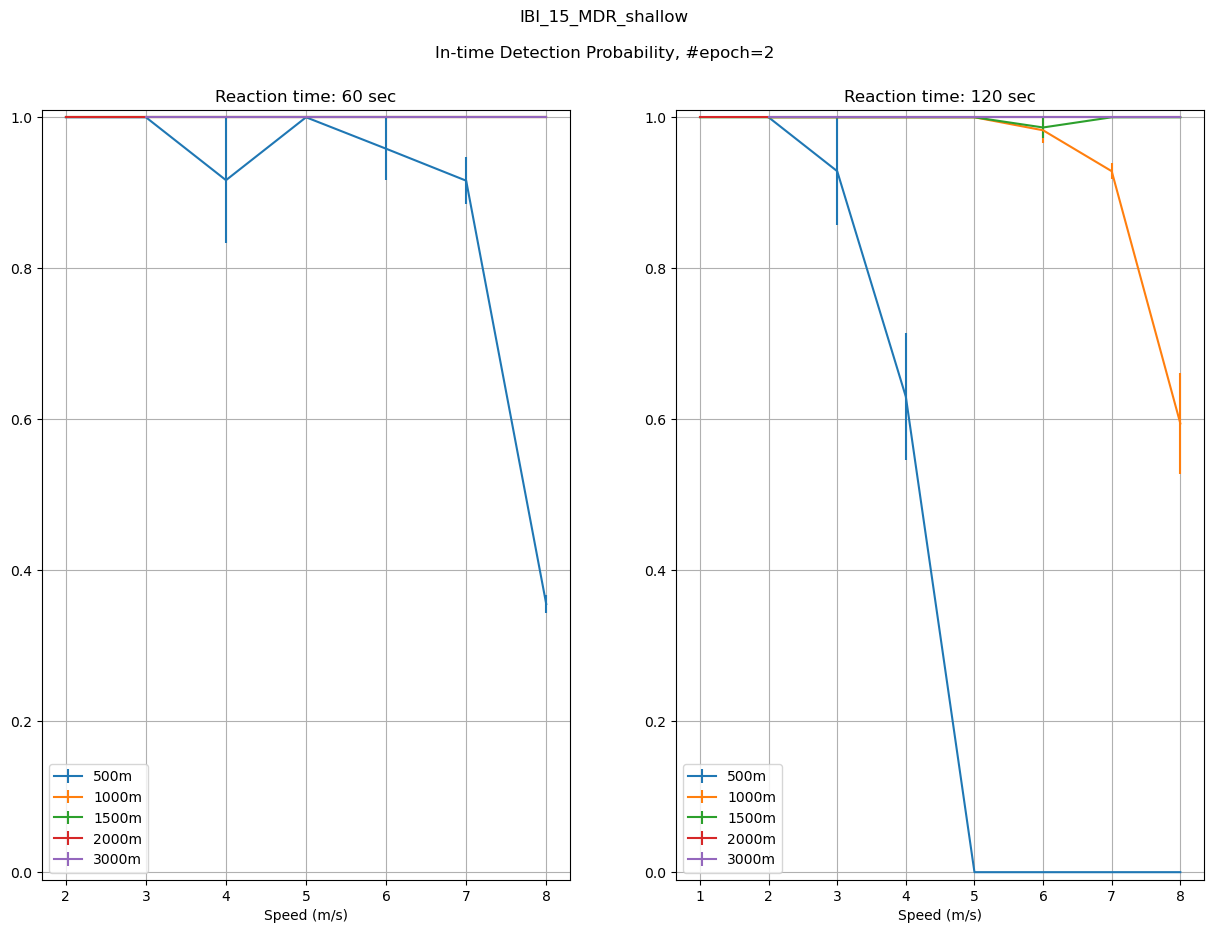 IBI_15_MDR_shallow
In-time Detection Probability, #epoch=2
Reaction time: 60 sec
1.0
0.8
0.6
0.4
0.2
0.0
500m
1000m
1500m
2000m
3000m
2 3 4 5 6 7 8
Speed (m/s)
Reaction time: 120 sec
1.0
0.8
0.6
0.4
0.2
0.0
500m
1000m
1500m
2000m
3000m
1 2 3 4 5 6 7 8
Speed (m/s)